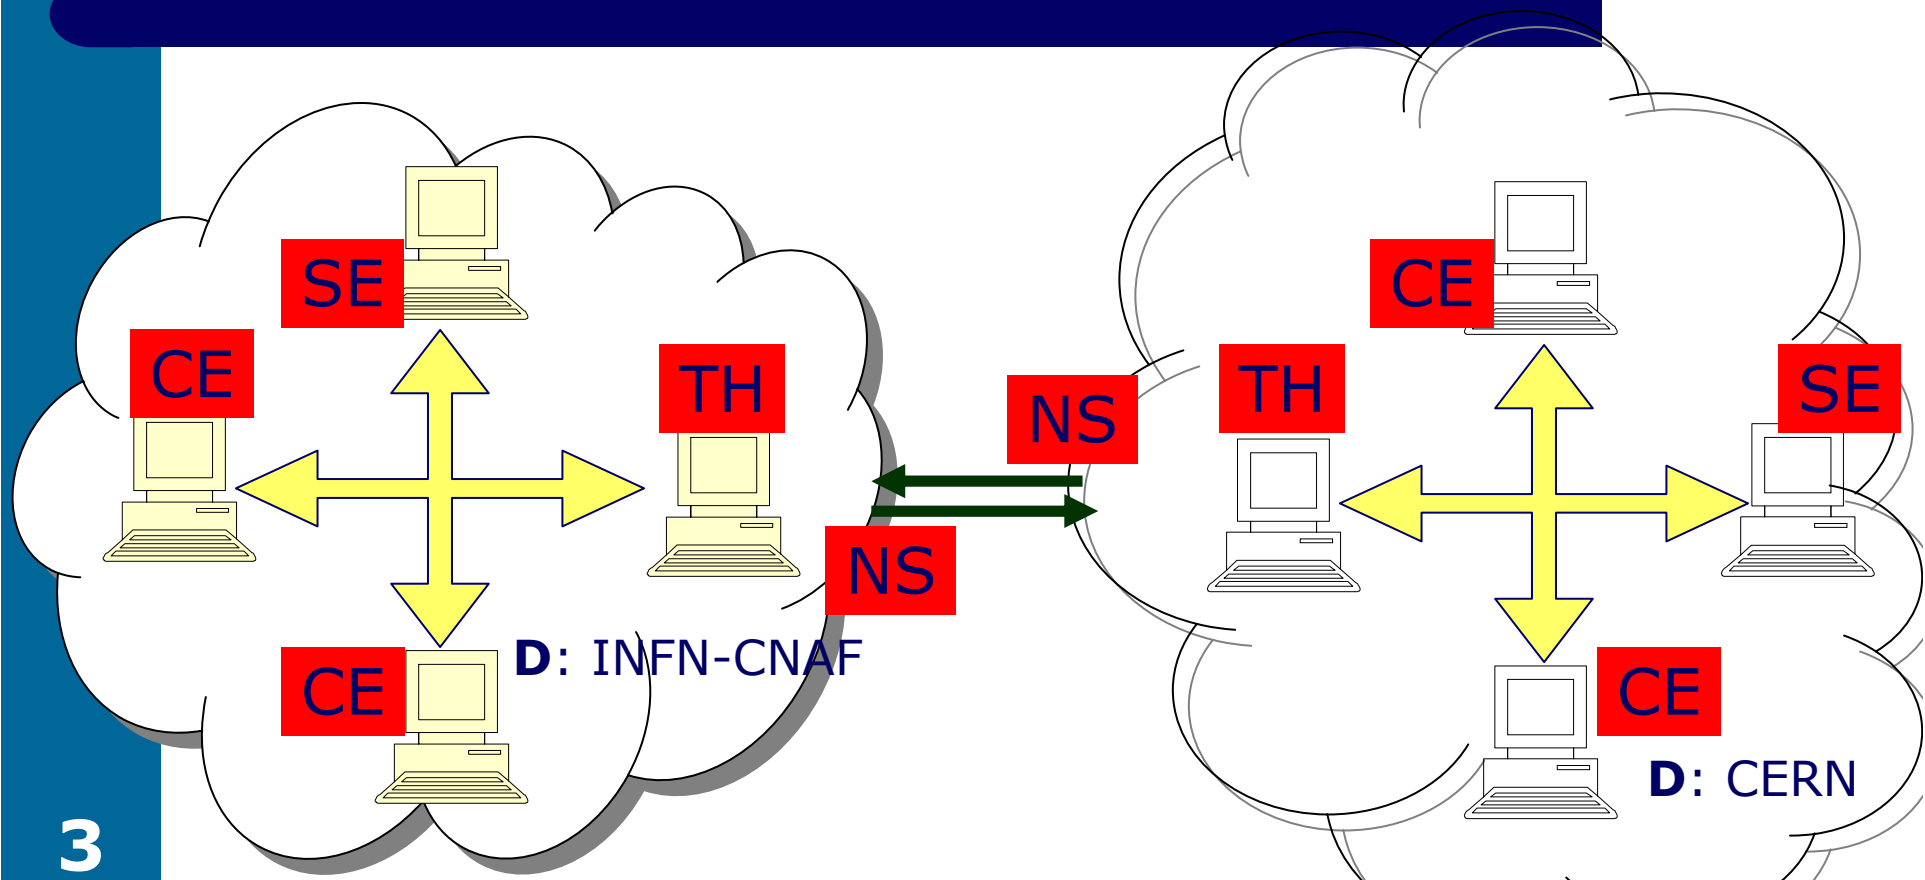 SE
CE
TH
CE
D: INFN-CNAF
NS
NS
CE
TH
SE
CE
D: CERN
3